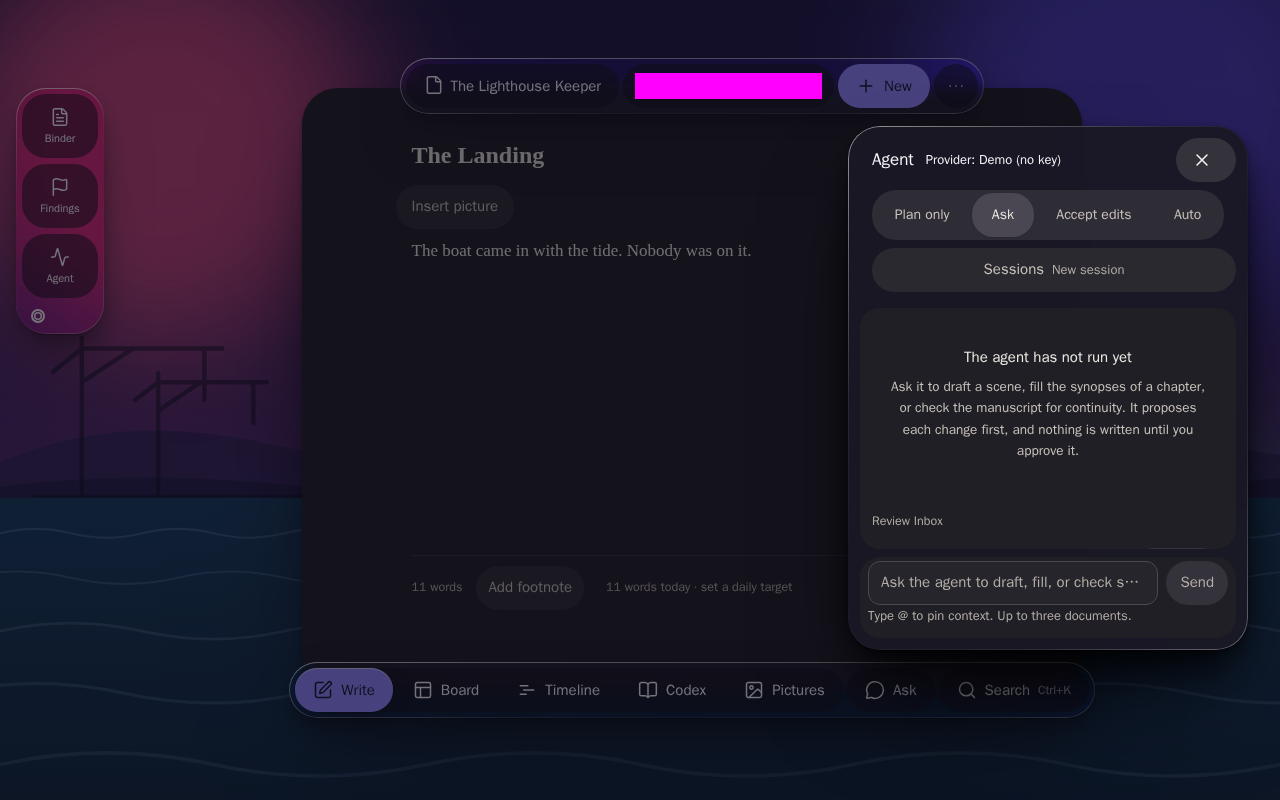 The Lighthouse Keeper
New
Binder
Findings
Agent
The Landing
Insert picture
The boat came in with the tide. Nobody was on it.
11 words
Add footnote
11 words today · set a daily target
Agent
Provider: Demo (no key)
Plan only
Ask
Accept edits
Auto
Sessions New session
The agent has not run yet
Ask it to draft a scene, fill the synopses of a chapter,
or check the manuscript for continuity. It proposes
each change first, and nothing is written until you
approve it.
Review Inbox
Ask the agent to draft, fill, or check s···
Send
Type @ to pin context. Up to three documents.
Write
Board
Timeline
Codex
Pictures
Ask
Search Ctrl+K